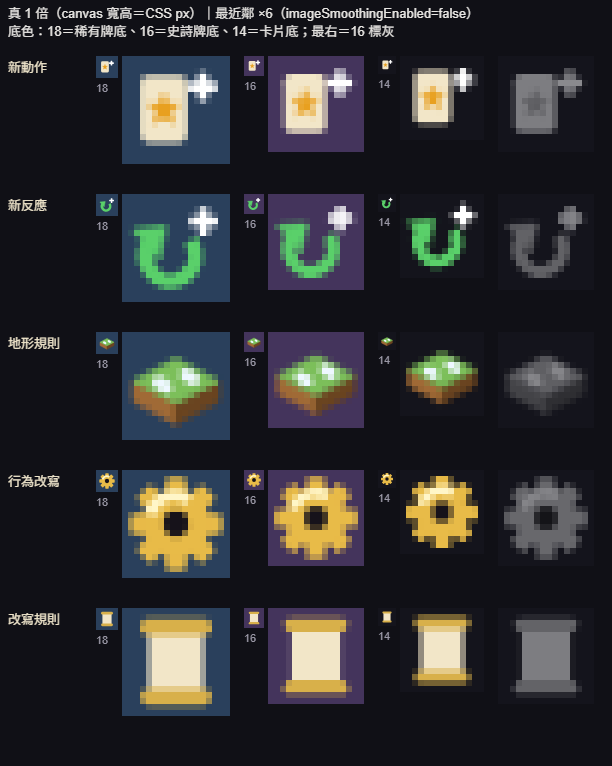 真 1 倍（canvas 寬高＝CSS px）｜最近鄰 ×6（imageSmoothingEnabled=false）
底色：18＝稀有牌底、16＝史詩牌底、14＝卡片底；最右＝16 標灰
新動作
18
16
14
新反應
18
16
14
地形規則
18
16
14
行為改寫
18
16
14
改寫規則
18
16
14